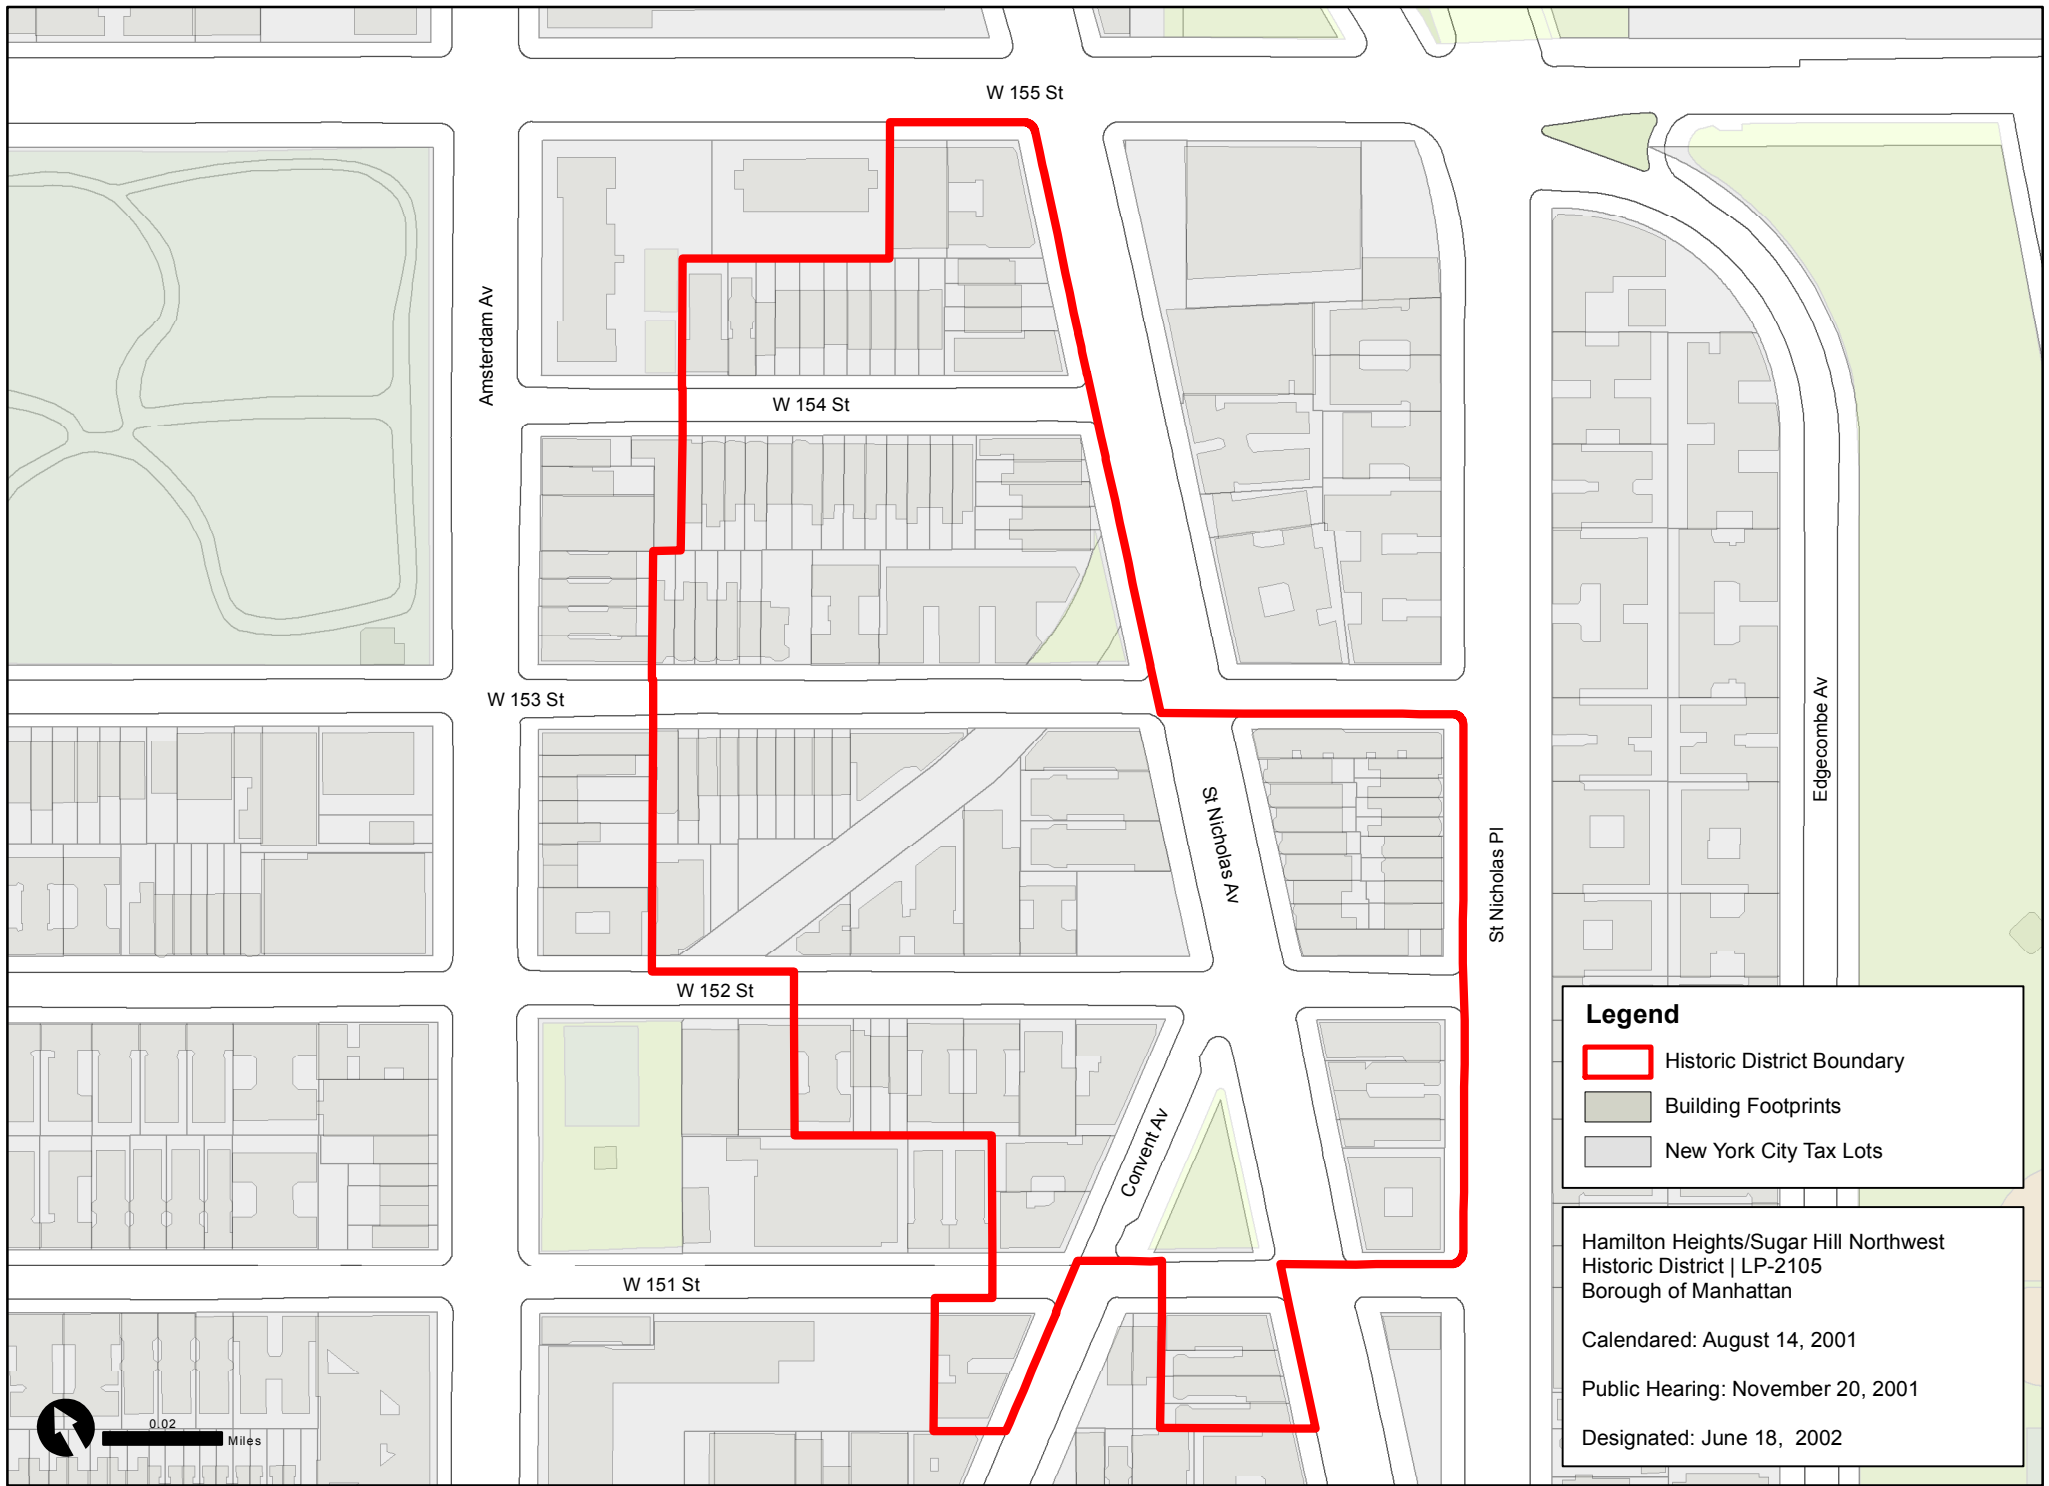 W 155 St
Amsterdam Av
W 154 St
W 153 St
St Nicholas Av
Edgecombe Av
St Nicholas Pl
W 152 St
Convent Av
W 151 St
Legend
Historic District Boundary
Building Footprints
New York City Tax Lots
Hamilton Heights/Sugar Hill Northwest
Historic District | LP-2105
Borough of Manhattan
Calendared: August 14, 2001
Public Hearing: November 20, 2001
Designated: June 18, 2002
0.02
Miles